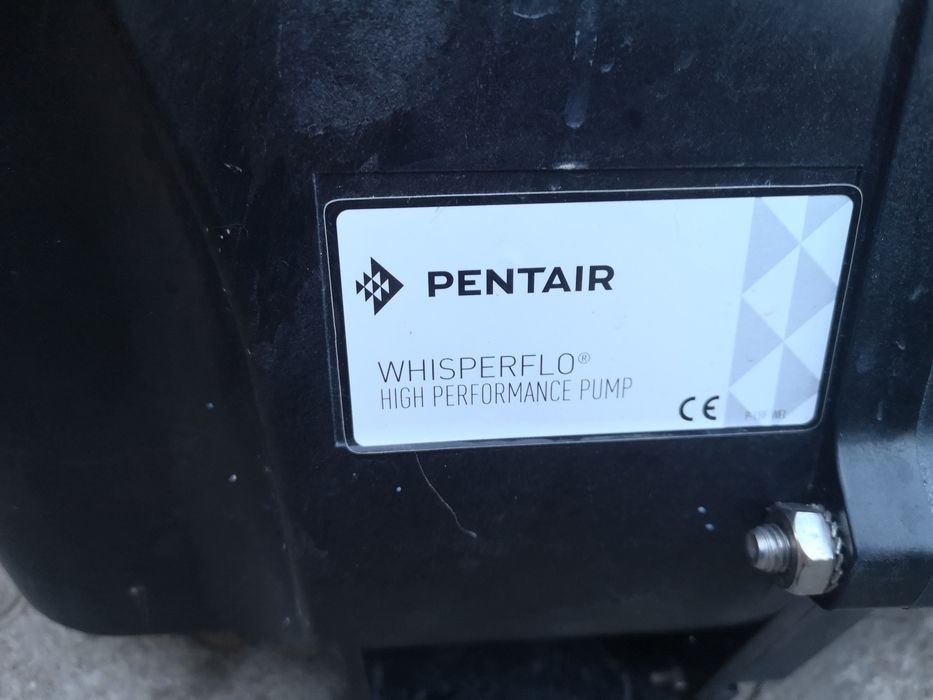 PENTAIR
WHISPERFLO®
HIGH PERFORMANCE PUMP
CE